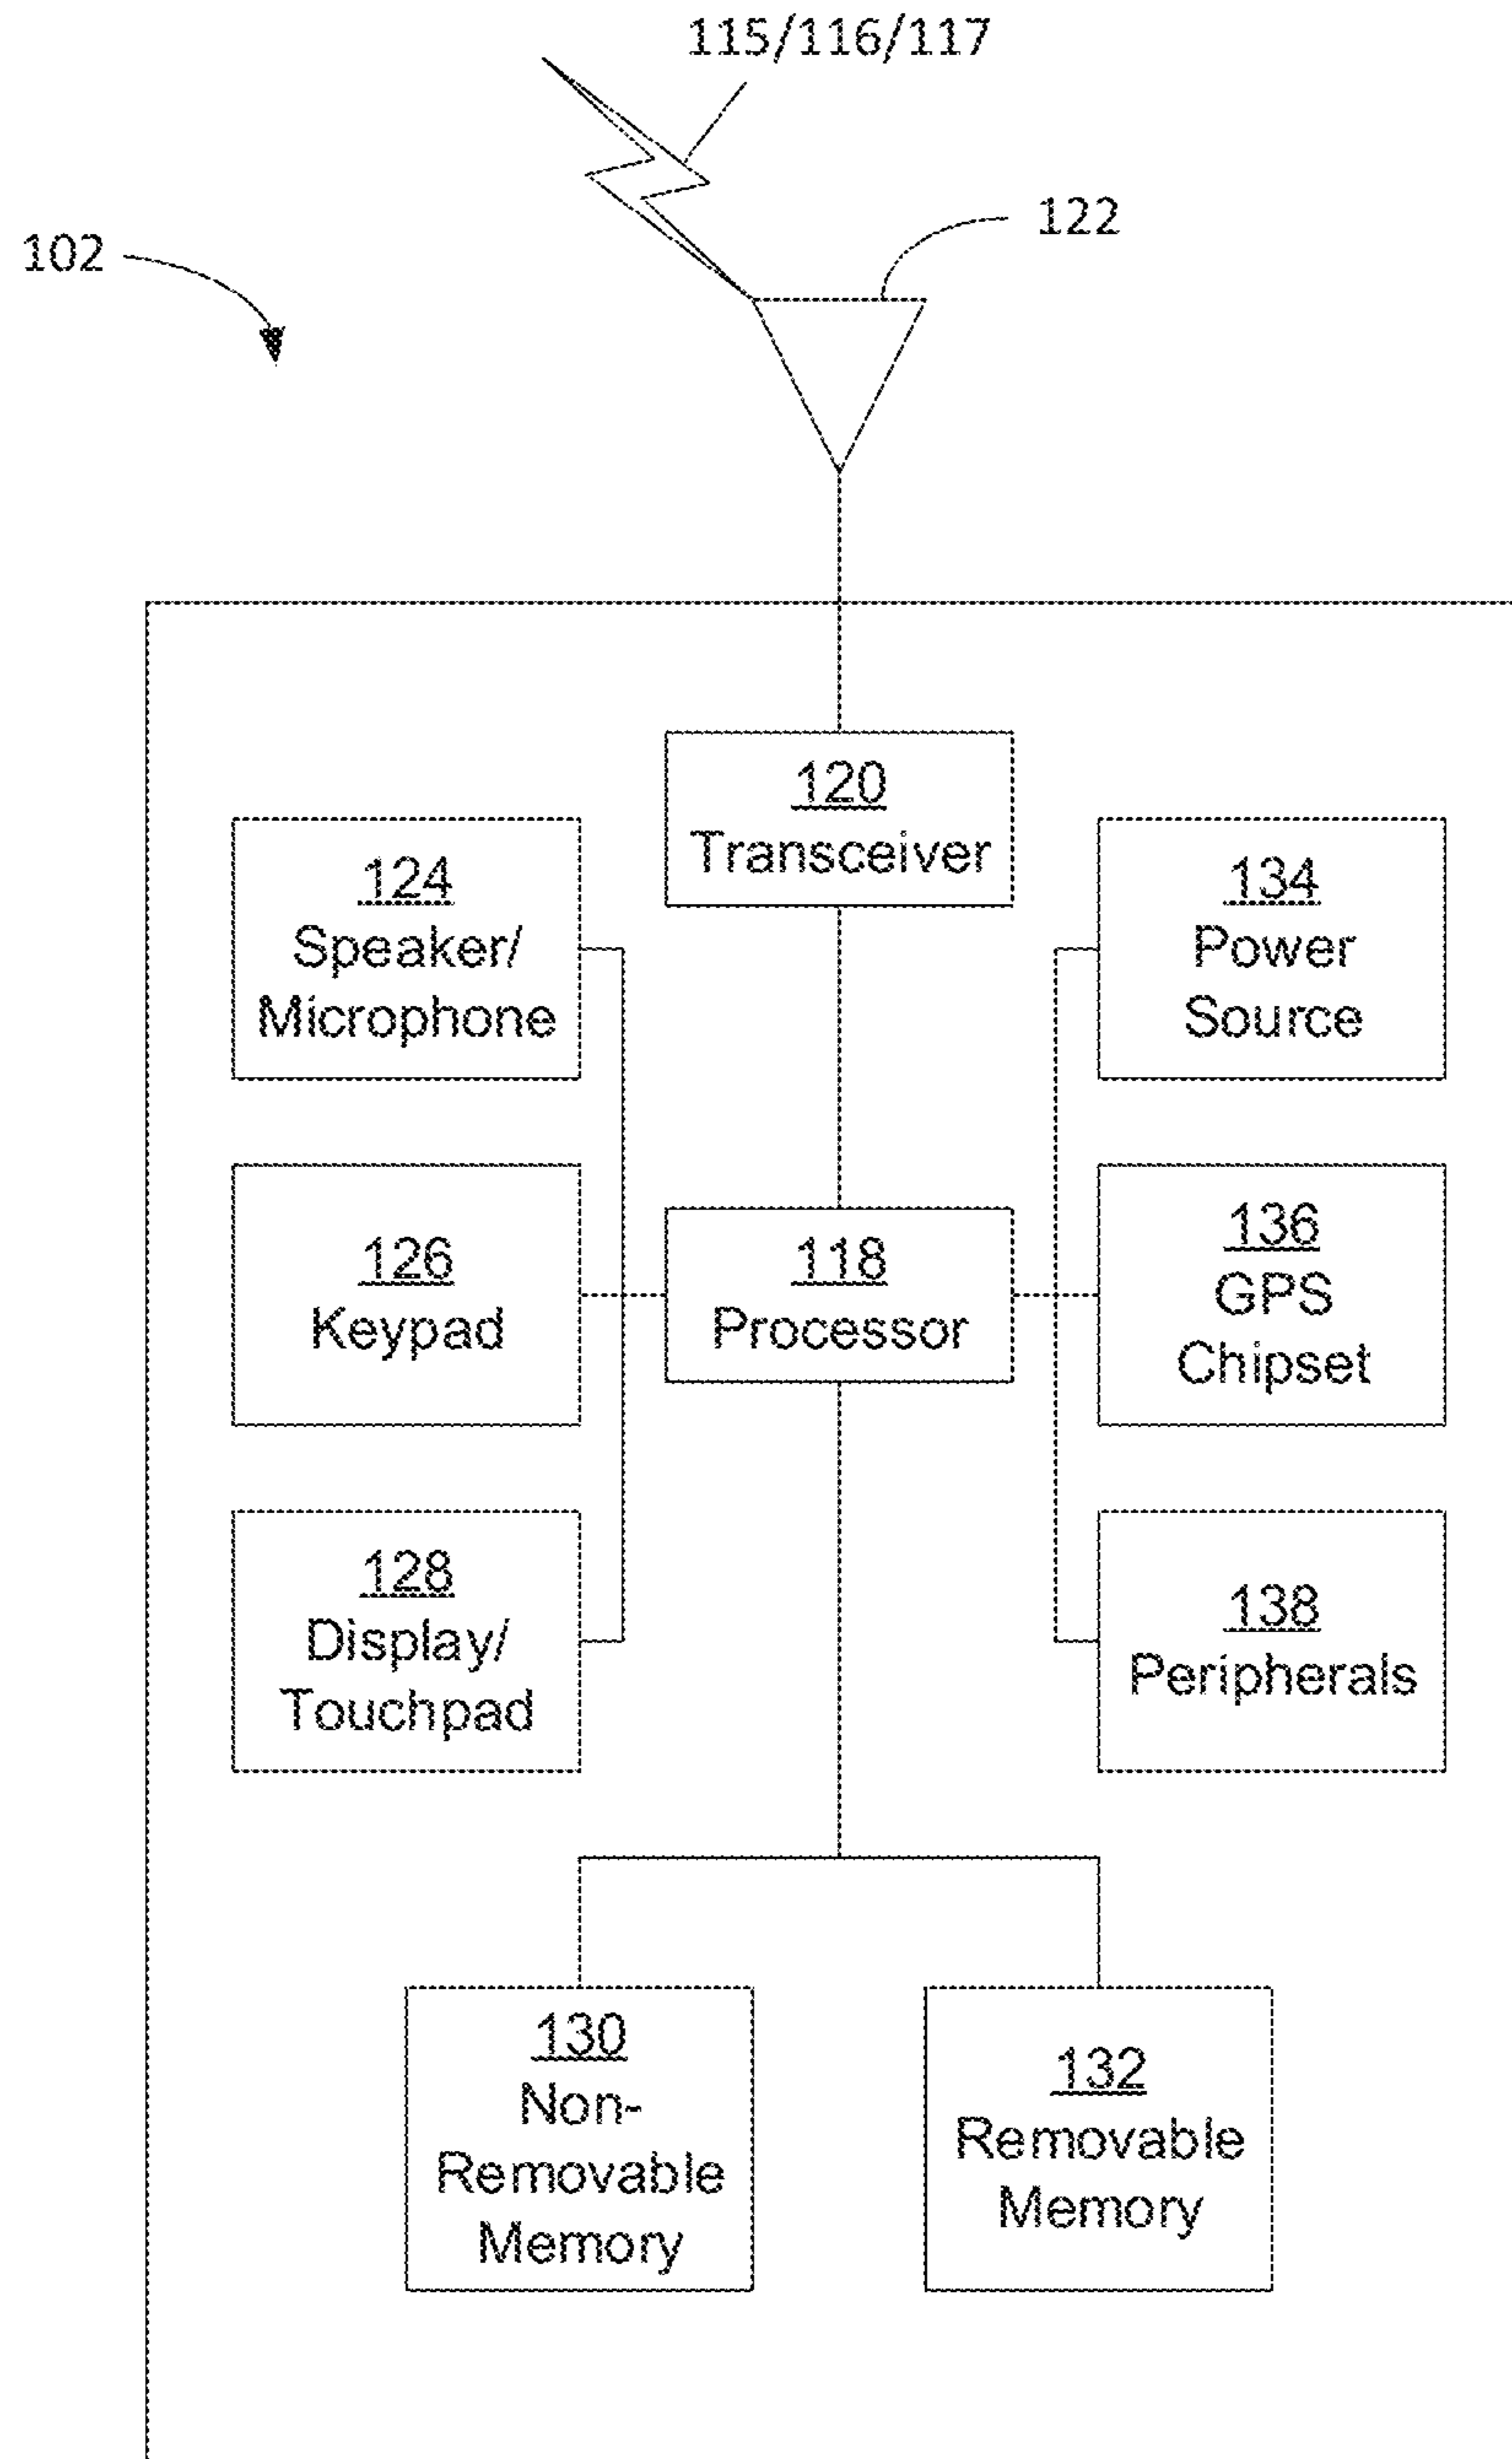 115/116/117
122
102
120
Transceiver
124
Speaker/
Microphone
134
Power
Source
126
Keypad
118
Processor
136
GPS
Chipset
128
Display/
Touchpad
138
Peripherals
130
Non-
Removable
Memory
132
Removable
Memory